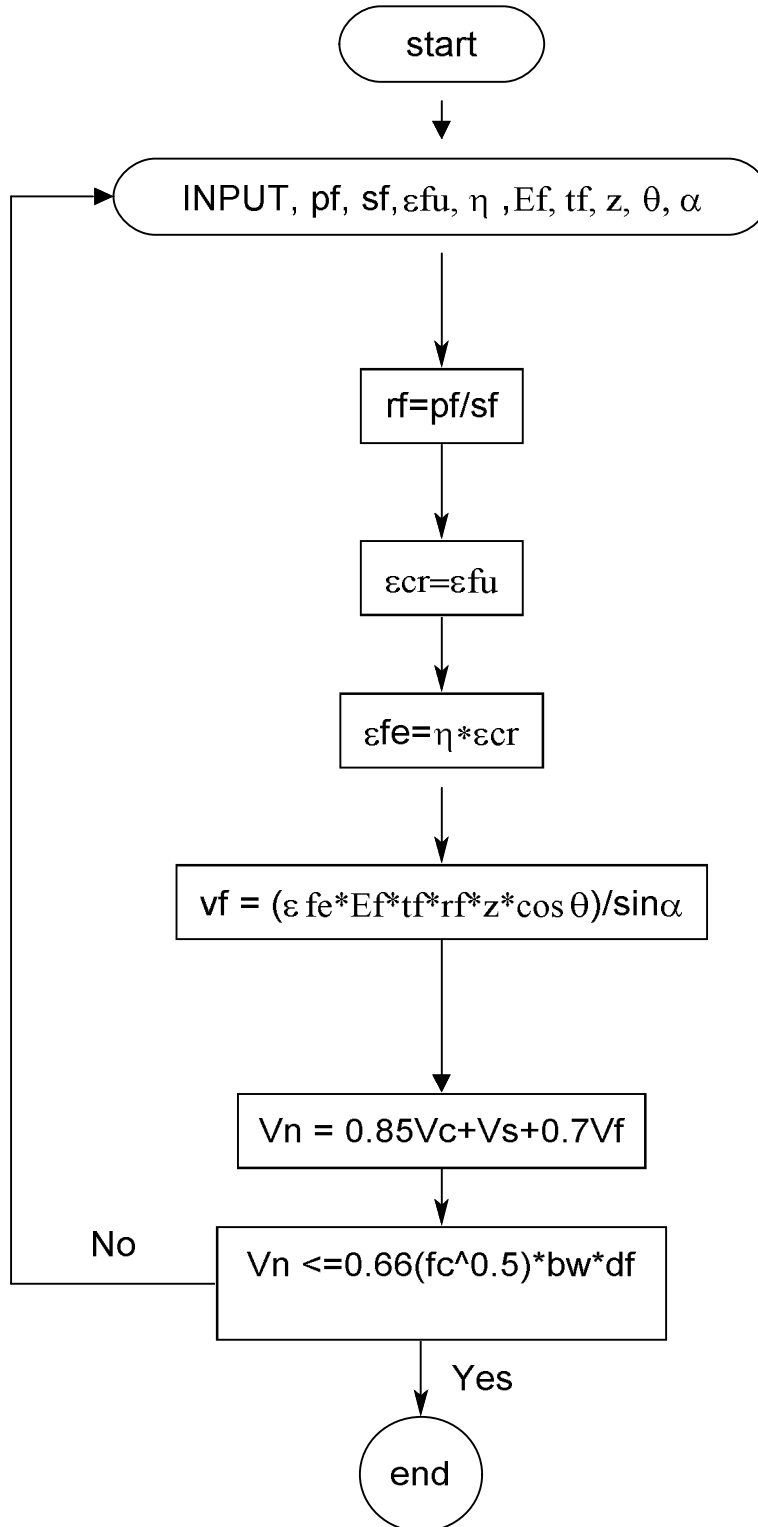 start
INPUT, pf, sf,εfu, η ,Ef, tf, z, θ, α
rf=pf/sf
εcr=εfu
εfe=η*εcr
vf = (ε fe*Ef*tf*rf*z*cos θ)/sinα
Vn = 0.85Vc+Vs+0.7Vf
No
Vn <=0.66(fc^0.5)*bw*df
Yes
end